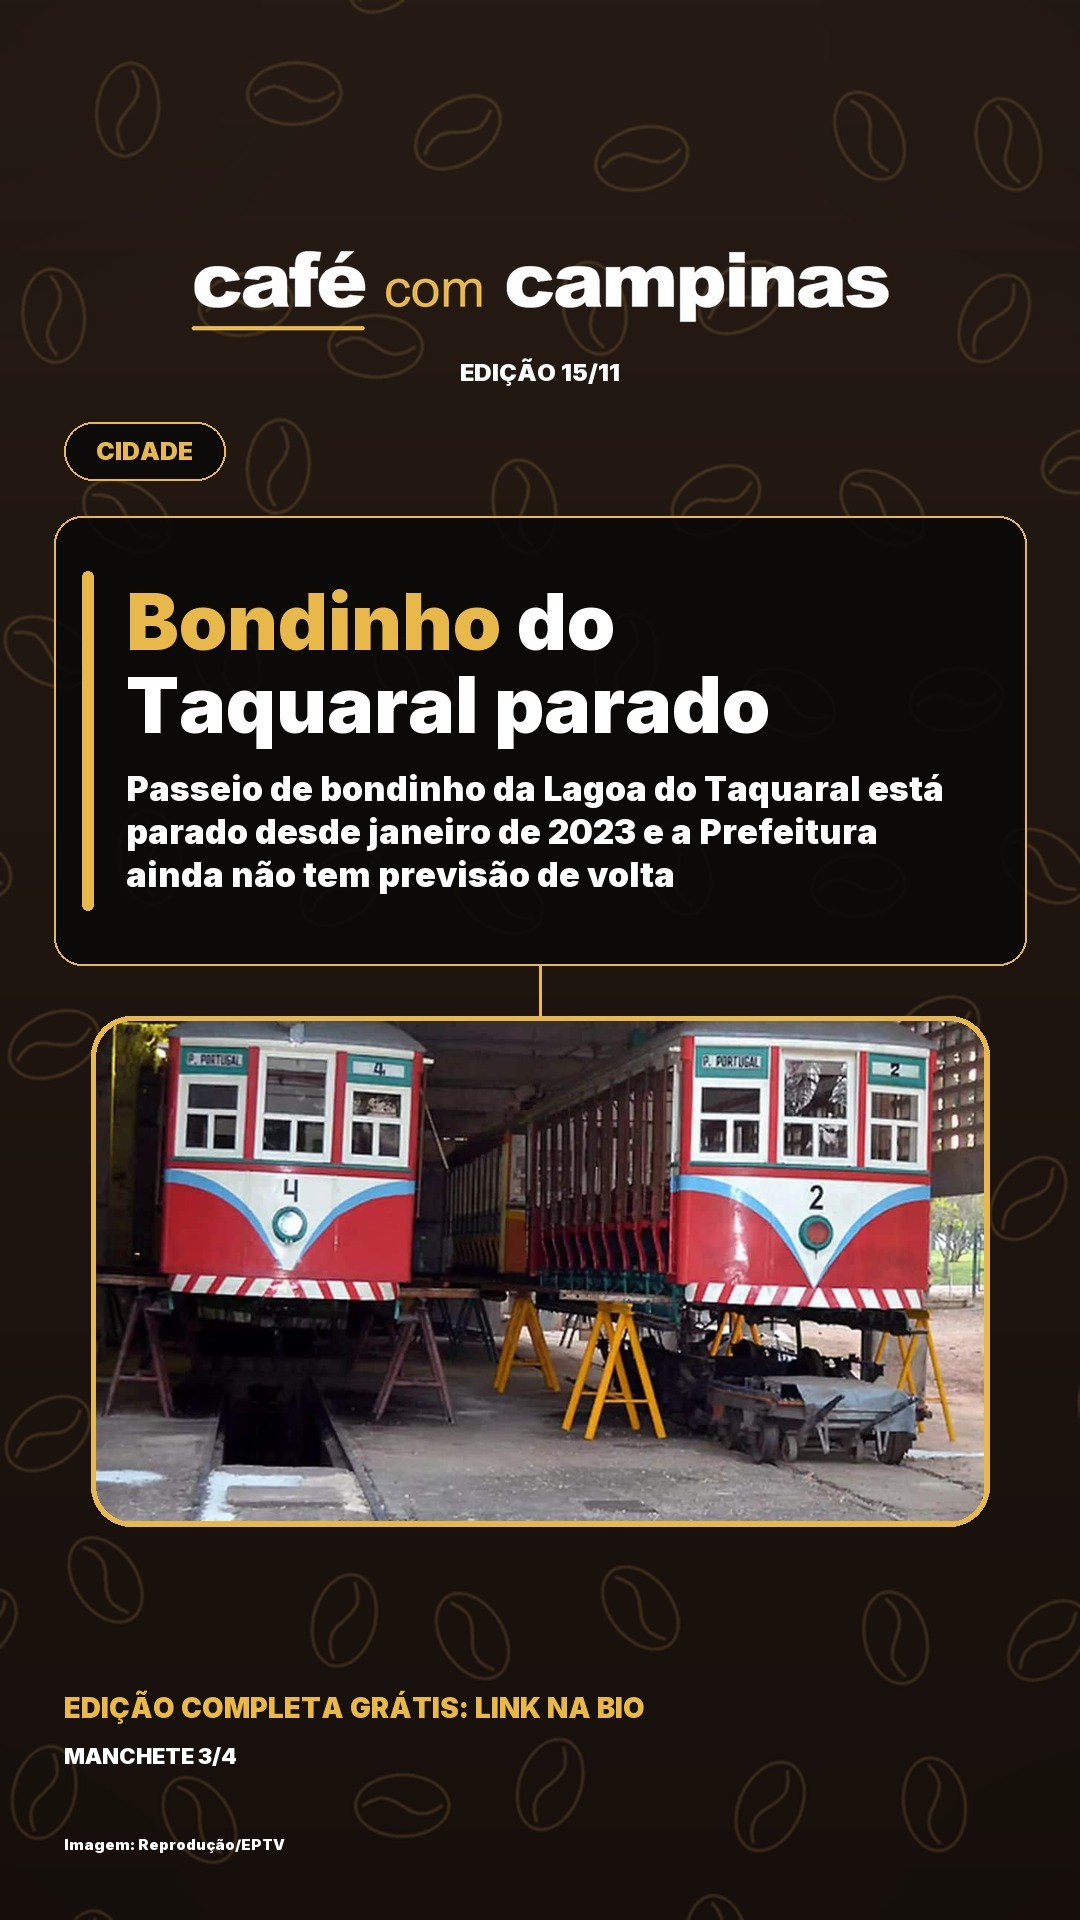 café com campinas
EDIÇÃO 15/11
CIDADE
Bondinho do
Taquaral parado
Passeio de bondinho da Lagoa do Taquaral está
parado desde janeiro de 2023 e a Prefeitura
ainda não tem previsão de volta
P. PORTUGAL 4
P. PORTUGAL 2
4
2
EDIÇÃO COMPLETA GRÁTIS: LINK NA BIO
MANCHETE 3/4
Imagem: Reprodução/EPTV